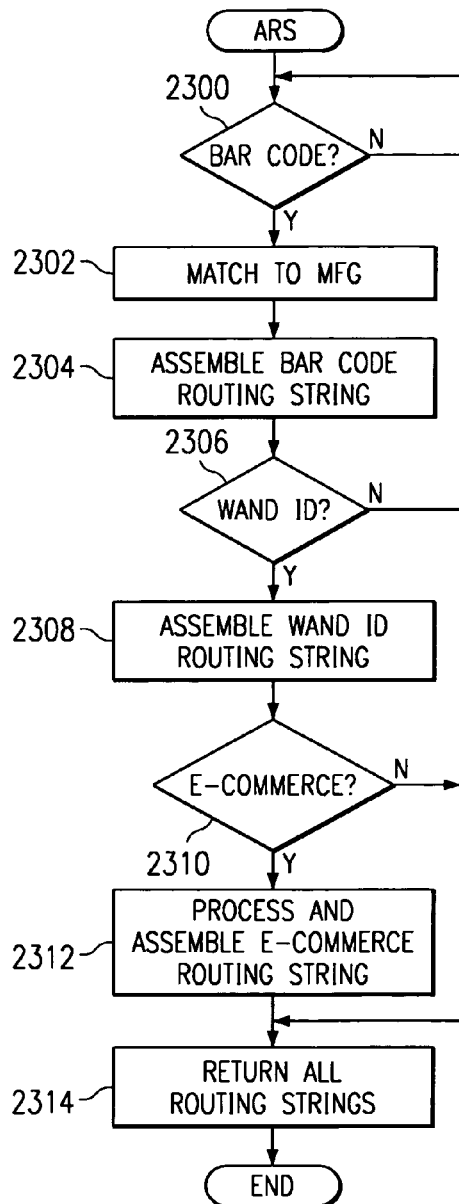 ARS
2300
BAR CODE?
N
Y
2302
MATCH TO MFG
2304
ASSEMBLE BAR CODE
ROUTING STRING
2306
WAND ID?
N
Y
2308
ASSEMBLE WAND ID
ROUTING STRING
E-COMMERCE?
N
2310
Y
2312
PROCESS AND
ASSEMBLE E-COMMERCE
ROUTING STRING
2314
RETURN ALL
ROUTING STRINGS
END